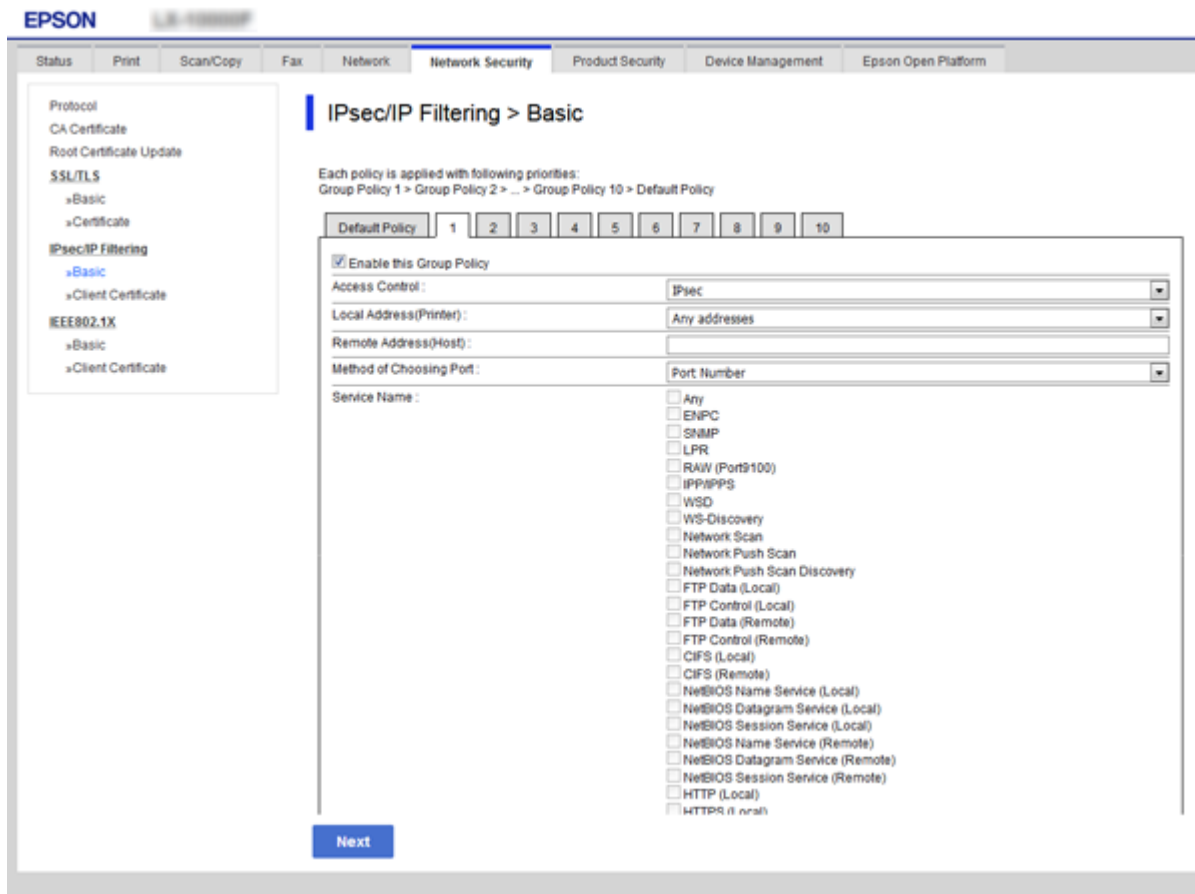 EPSON
Status Print Scan/Copy Fax Network Network Security Product Security Device Management Epson Open Platform
Protocol
CA Certificate
Root Certificate Update
SSL/TLS
»Basic
»Certificate
IPsec/IP Filtering
»Basic
»Client Certificate
IEEE802.1X
»Basic
»Client Certificate
IPsec/IP Filtering > Basic
Each policy is applied with following priorities:
Group Policy 1 > Group Policy 2 > ... > Group Policy 10 > Default Policy
Default Policy 1 2 3 4 5 6 7 8 9 10
Enable this Group Policy
Access Control : IPsec
Local Address(Printer) : Any addresses
Remote Address(Host) :
Method of Choosing Port : Port Number
Service Name : Any
ENPC
SNMP
LPR
RAW (Port9100)
IPP/IPPS
WSD
WS-Discovery
Network Scan
Network Push Scan
Network Push Scan Discovery
FTP Data (Local)
FTP Control (Local)
FTP Data (Remote)
FTP Control (Remote)
CIFS (Local)
CIFS (Remote)
NetBIOS Name Service (Local)
NetBIOS Datagram Service (Local)
NetBIOS Session Service (Local)
NetBIOS Name Service (Remote)
NetBIOS Datagram Service (Remote)
NetBIOS Session Service (Remote)
HTTP (Local)
HTTPS (Local)
Next